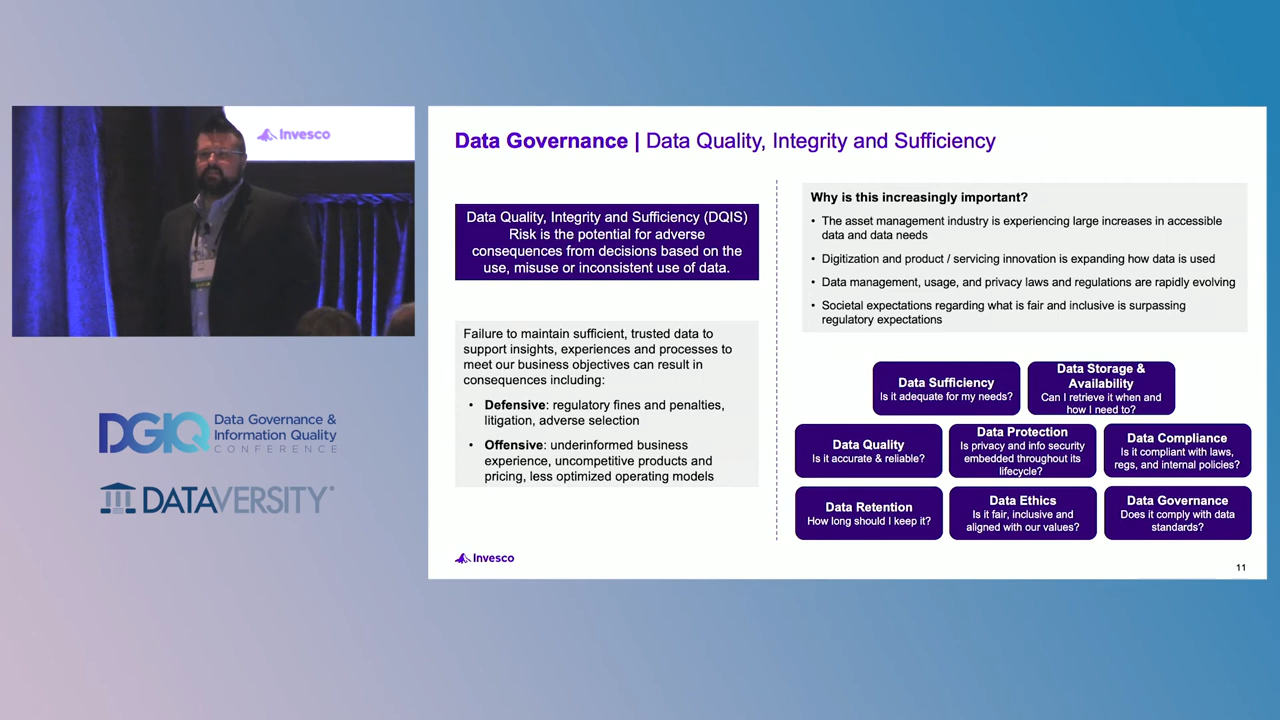 Invesco
DGIQ
Data Governance &
Information Quality
CONFERENCE
DATAVERSITY
Data Governance | Data Quality, Integrity and Sufficiency
Data Quality, Integrity and Sufficiency (DQIS)
Risk is the potential for adverse
consequences from decisions based on the
use, misuse or inconsistent use of data.
Failure to maintain sufficient, trusted data to
support insights, experiences and processes to
meet our business objectives can result in
consequences including:
• Defensive: regulatory fines and penalties,
litigation, adverse selection
• Offensive: underinformed business
experience, uncompetitive products and
pricing, less optimized operating models
Why is this increasingly important?
• The asset management industry is experiencing large increases in accessible
data and data needs
• Digitization and product / servicing innovation is expanding how data is used
• Data management, usage, and privacy laws and regulations are rapidly evolving
• Societal expectations regarding what is fair and inclusive is surpassing
regulatory expectations
Data Sufficiency
Is it adequate for my needs?
Data Storage &
Availability
Can I retrieve it when and
how I need to?
Data Quality
Is it accurate & reliable?
Data Protection
Is privacy and info security
embedded throughout its
lifecycle?
Data Compliance
Is it compliant with laws,
regs, and internal policies?
Data Retention
How long should I keep it?
Data Ethics
Is it fair, inclusive and
aligned with our values?
Data Governance
Does it comply with data
standards?
Invesco
11